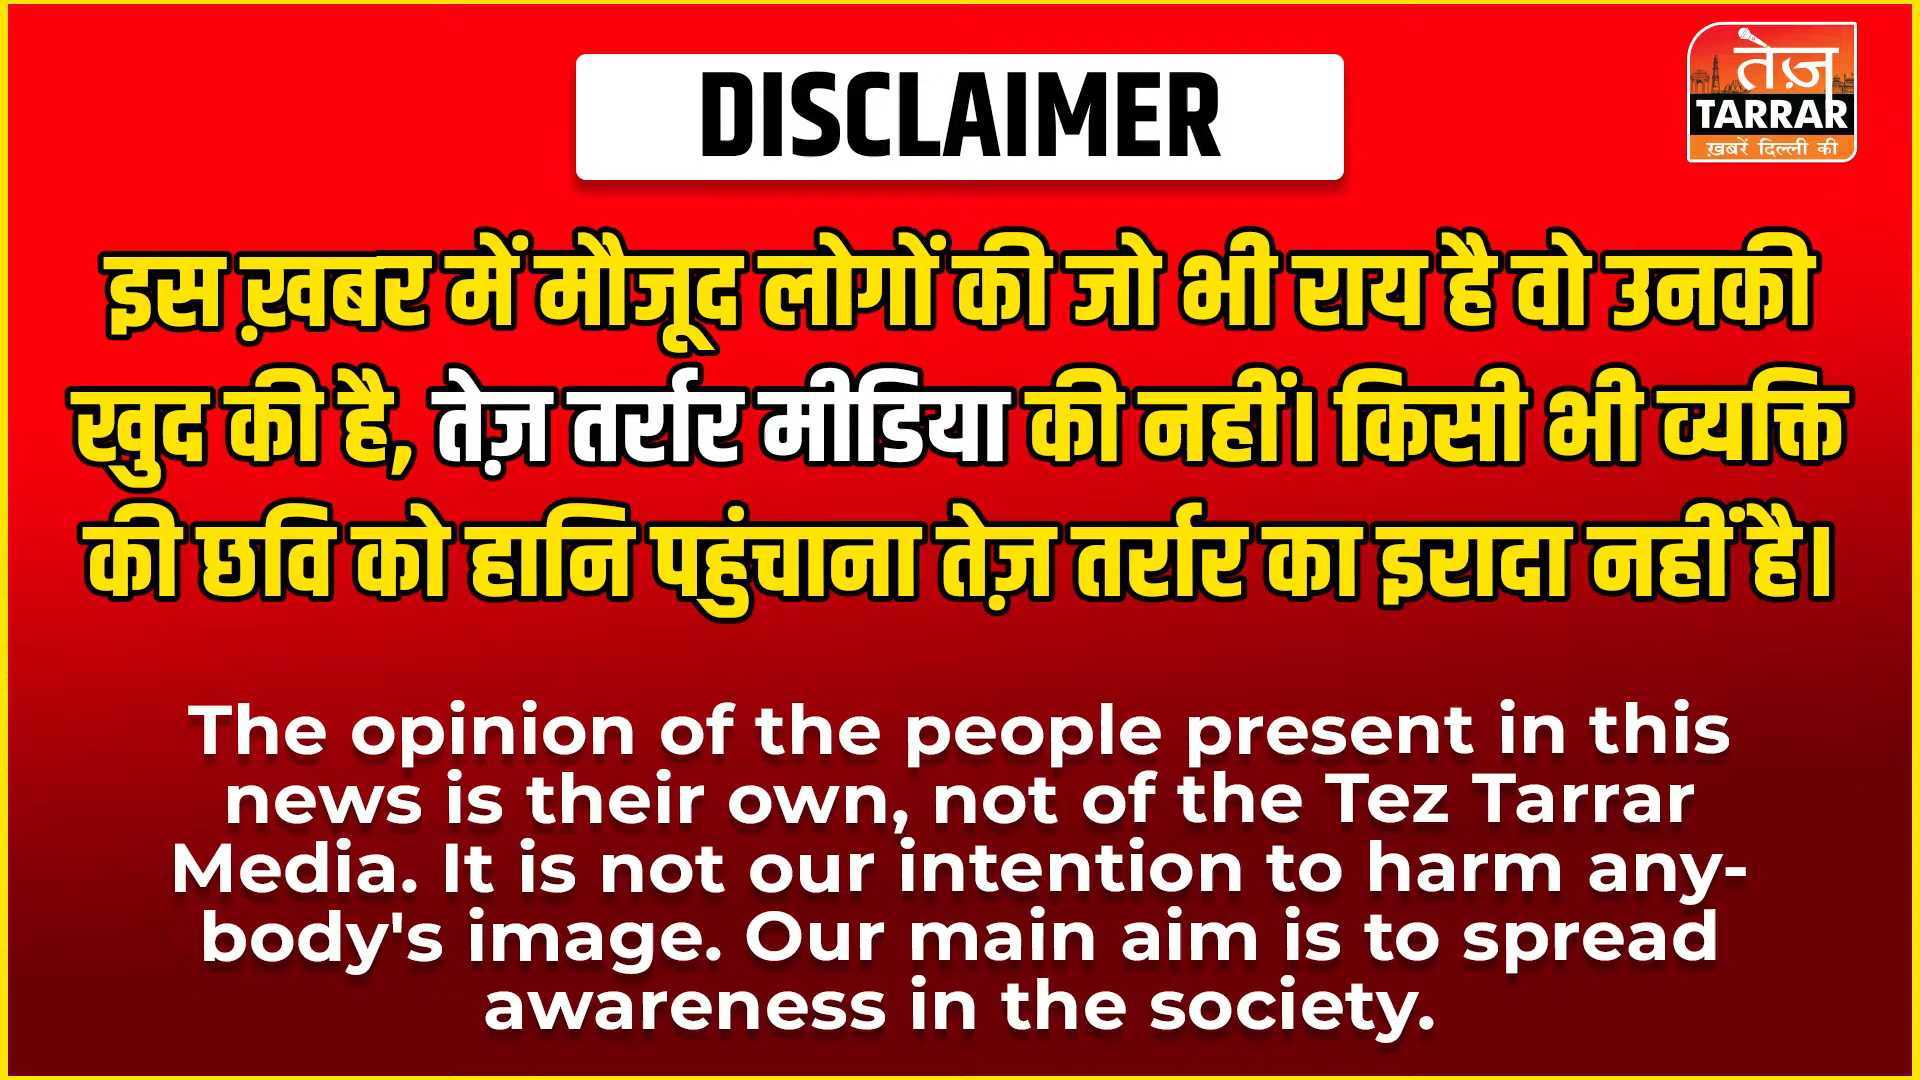 DISCLAIMER
तेज़
TARRAR
ख़बरें दिल्ली की
इस ख़बर में मौजूद लोगों की जो भी राय है वो उनकी
खुद की है, तेज़ तर्रार मीडिया की नहीं। किसी भी व्यक्ति
की छवि को हानि पहुंचाना तेज़ तर्रार का इरादा नहीं है।
The opinion of the people present in this
news is their own, not of the Tez Tarrar
Media. It is not our intention to harm any-
body's image. Our main aim is to spread
awareness in the society.